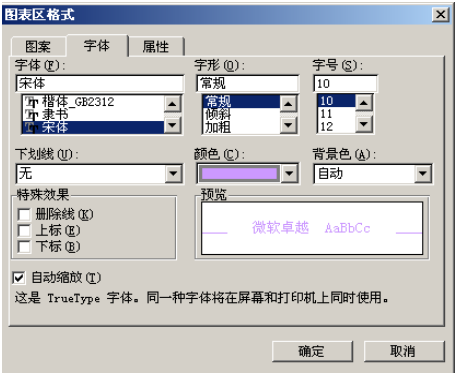 图表区格式
图案 字体 属性
字体(F): 字形(O): 字号(S):
宋体 常规 10
楷体_GB2312 常规 10
隶书 倾斜 11
宋体 加粗 12
下划线(U): 颜色(C): 背景色(A):
无 自动
特殊效果 预览
删除线(K)
上标(E)
下标(B)
微软卓越 AaBbCc
自动缩放(T)
这是 TrueType 字体。同一种字体将在屏幕和打印机上同时使用。
确定 取消